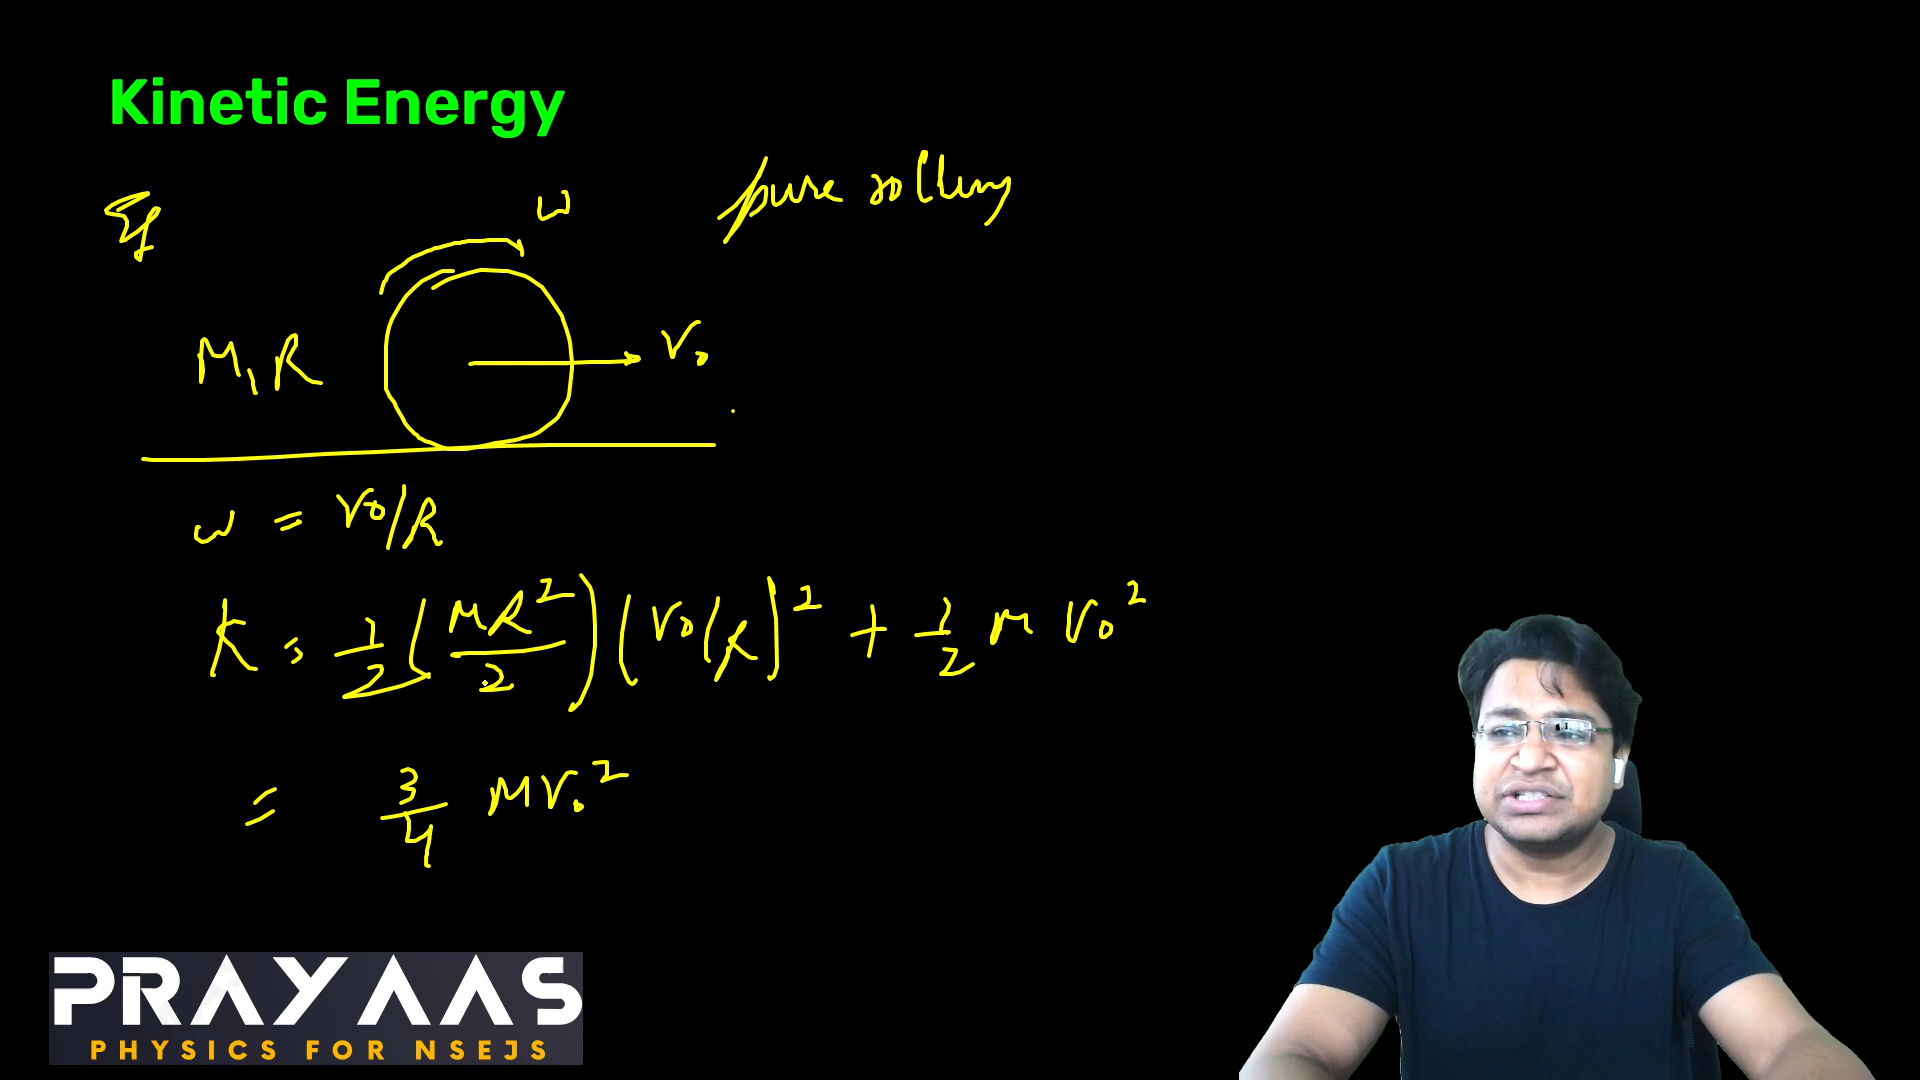 Kinetic Energy
Eg
pure rolling
ω
M, R
V₀
ω = V₀/R
K = 1/2 (MR²/2) (V₀/R)² + 1/2 M V₀²
= 3/4 MV₀²
PRAYAAS
PHYSICS FOR NSEJS